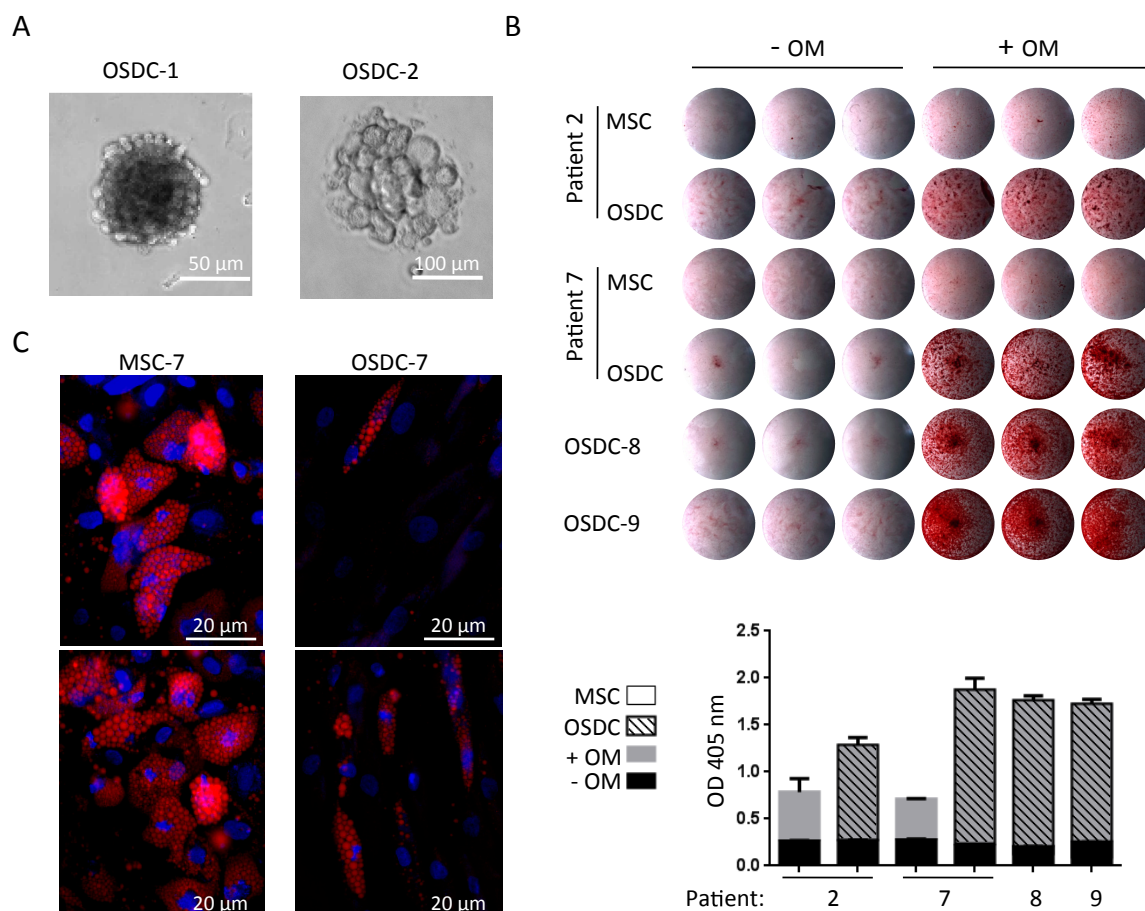 A
OSDC-1
OSDC-2
50 µm
100 µm
B
- OM
+ OM
Patient 2
MSC
OSDC
Patient 7
MSC
OSDC
OSDC-8
OSDC-9
C
MSC-7
OSDC-7
20 µm
20 µm
20 µm
20 µm
MSC
OSDC
+ OM
- OM
OD 405 nm
2.5
2.0
1.5
1.0
0.5
0.0
Patient: 2 7 8 9